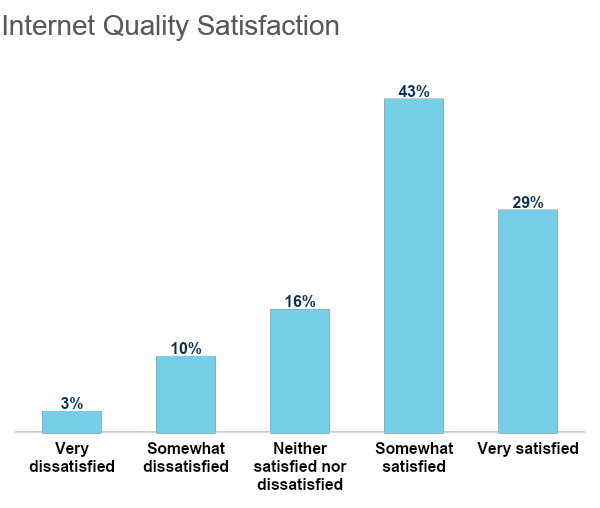 Internet Quality Satisfaction
43%
29%
16%
10%
3%
Very
dissatisfied
Somewhat
dissatisfied
Neither
satisfied nor
dissatisfied
Somewhat
satisfied
Very satisfied